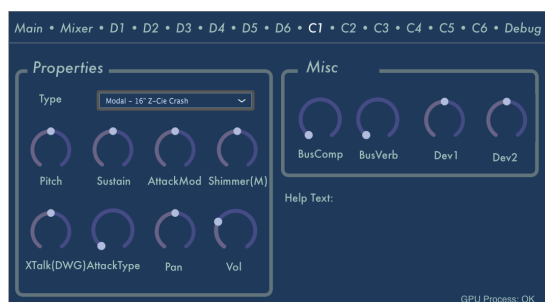 Main • Mixer • D1 • D2 • D3 • D4 • D5 • D6 • C1 • C2 • C3 • C4 • C5 • C6 • Debug
Properties
Type
Modal - 16" Z-Cie Crash
Pitch
Sustain
AttackMod
Shimmer(M)
XTalk(DWG)
AttackType
Pan
Vol
Misc
BusComp
BusVerb
Dev1
Dev2
Help Text:
GPU Process: OK